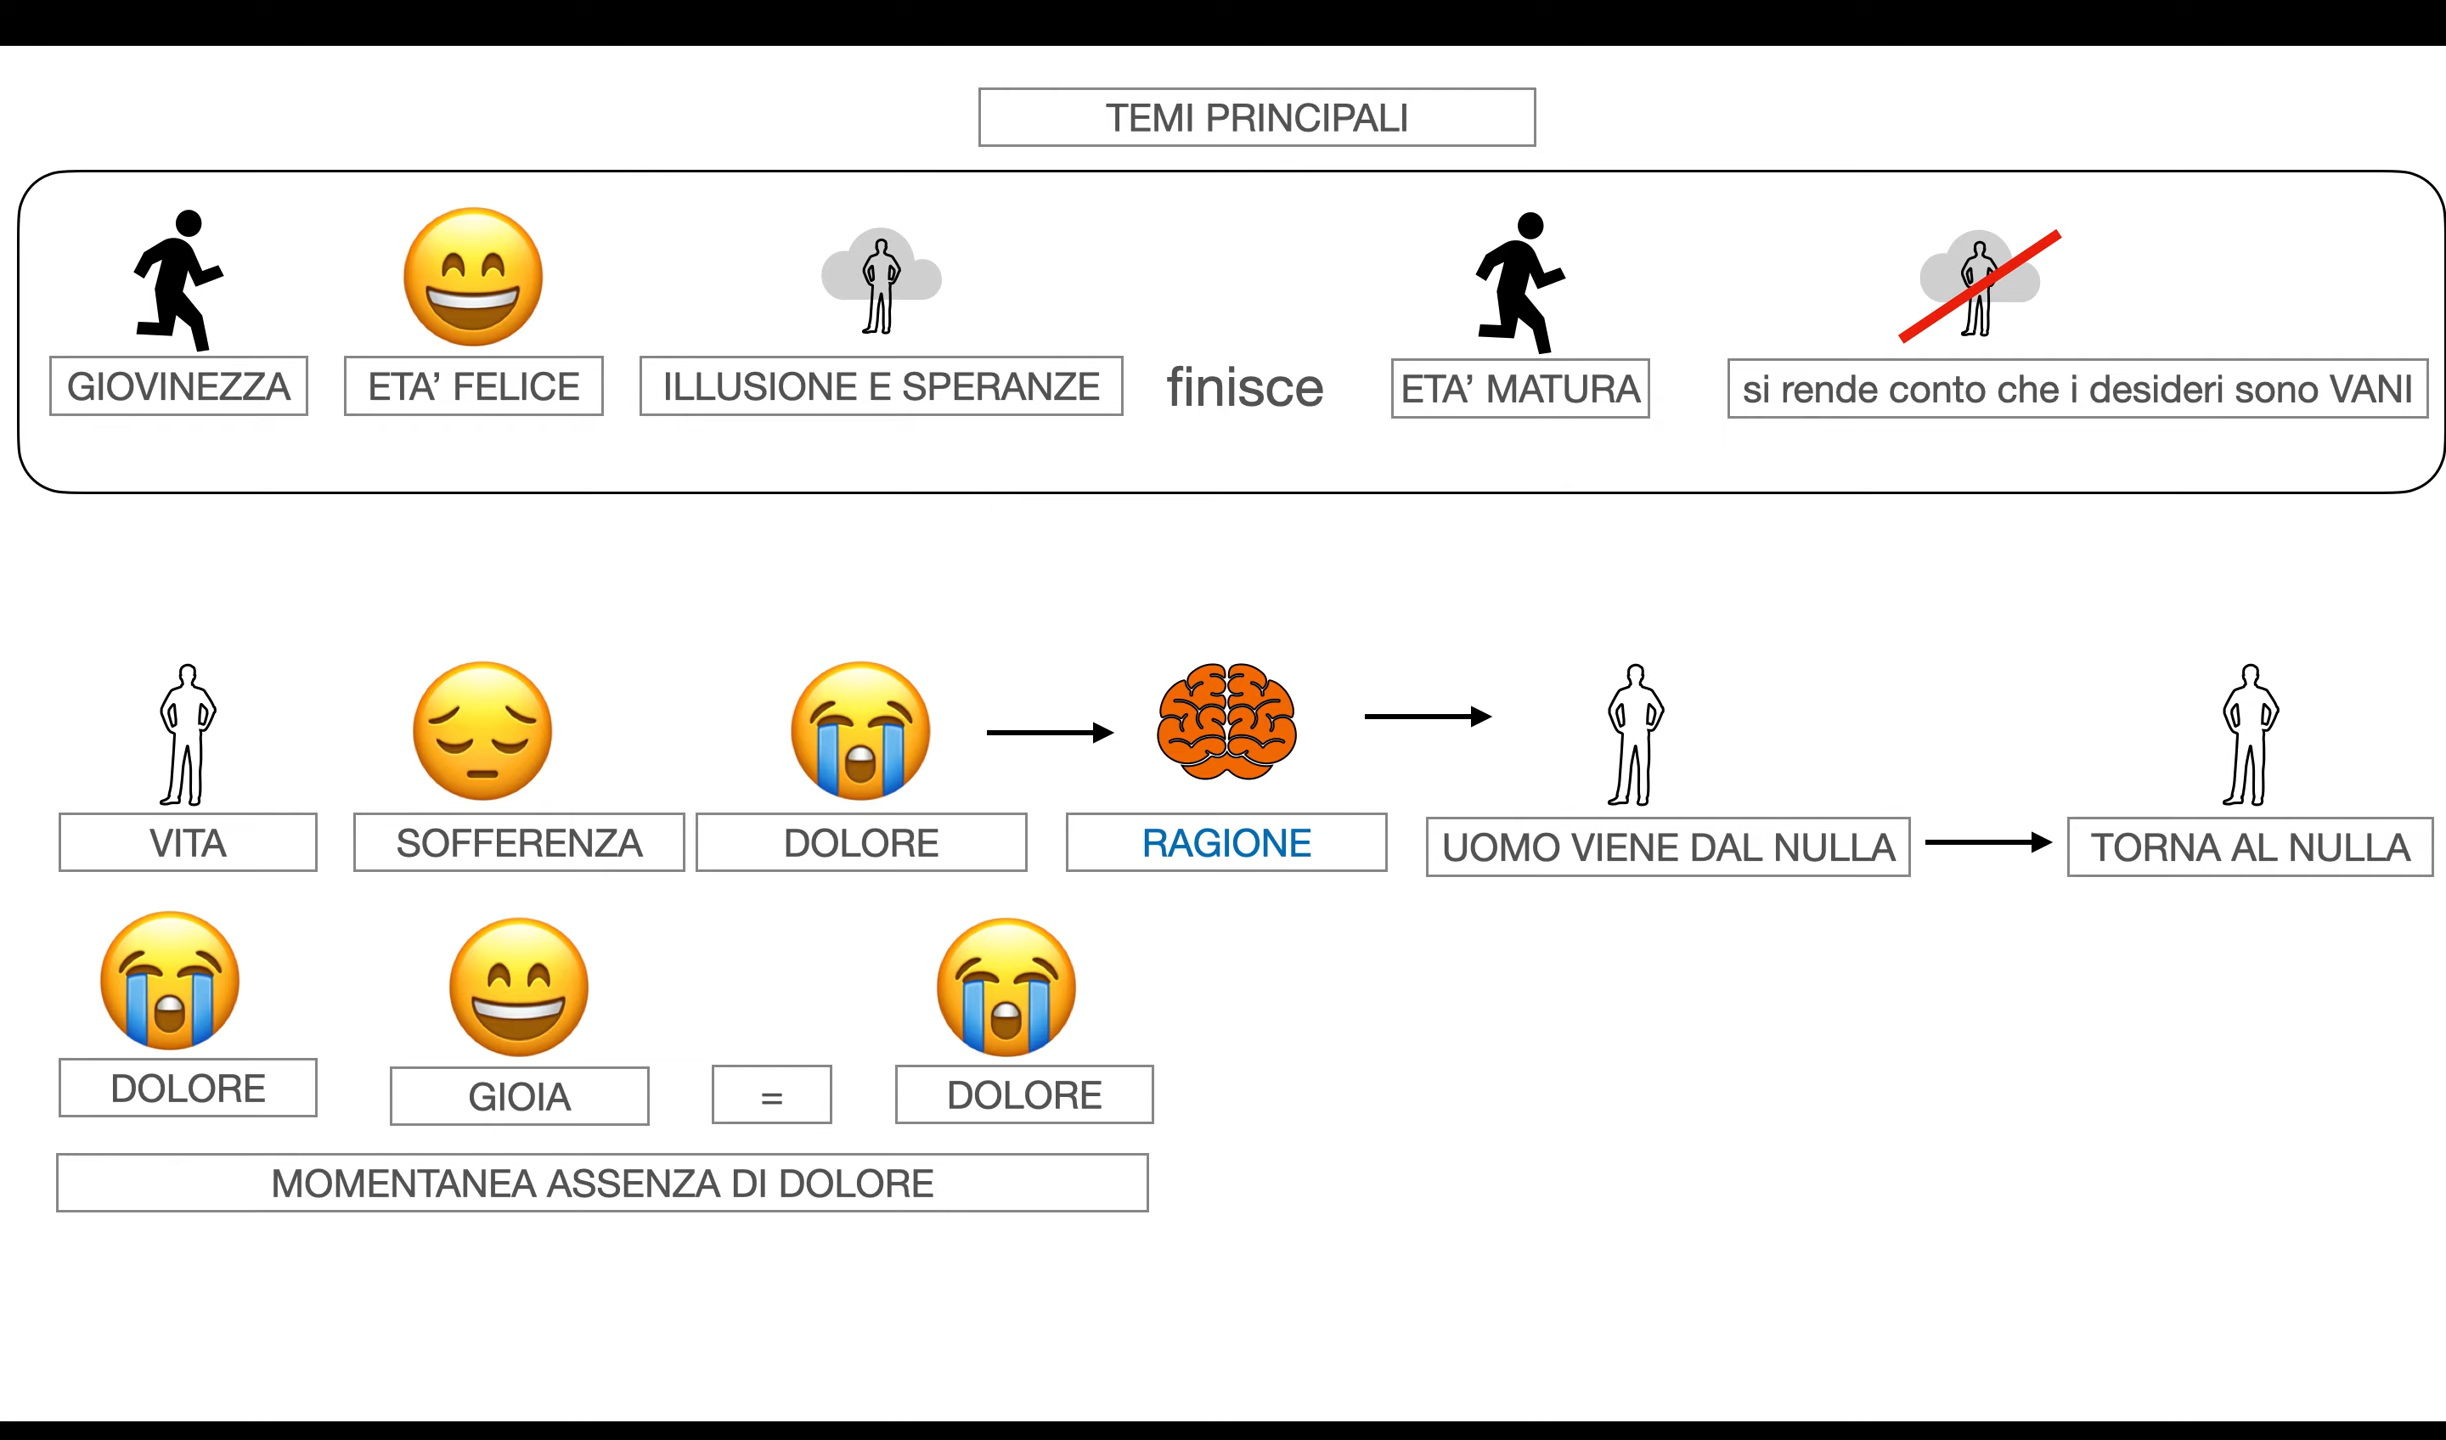 TEMI PRINCIPALI
GIOVINEZZA
ETA’ FELICE
ILLUSIONE E SPERANZE
finisce
ETA’ MATURA
si rende conto che i desideri sono VANI
VITA
SOFFERENZA
DOLORE
RAGIONE
UOMO VIENE DAL NULLA
TORNA AL NULLA
DOLORE
GIOIA
=
DOLORE
MOMENTANEA ASSENZA DI DOLORE